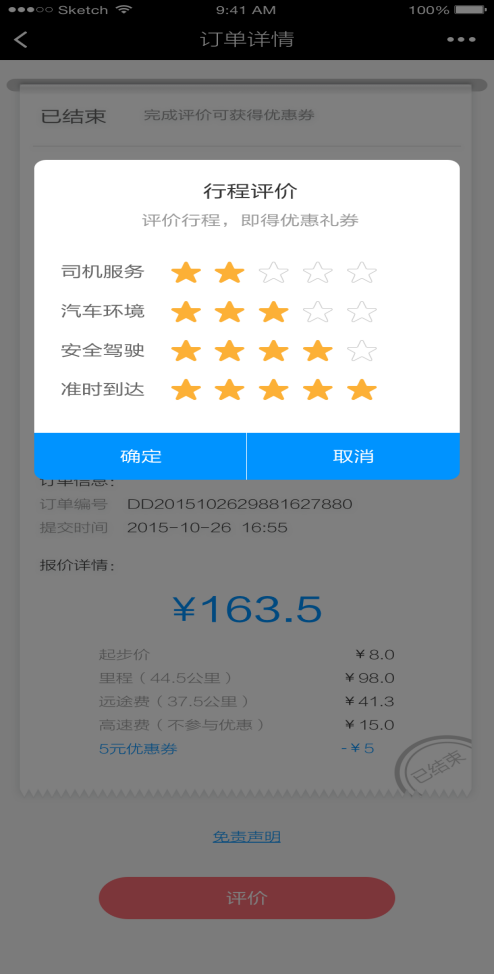 Sketch 9:41 AM 100%
订单详情
已结束 完成评价可获得优惠券
行程评价
评价行程，即得优惠礼券
司机服务
汽车环境
安全驾驶
准时到达
确定 取消
订单信息：
订单编号 DD2015102629881627880
提交时间 2015-10-26 16:55
报价详情：
¥163.5
起步价 ￥8.0
里程（44.5公里） ￥98.0
远途费（37.5公里） ￥41.3
高速费（不参与优惠） ￥15.0
5元优惠券 -￥5
已结束
免责声明
评价